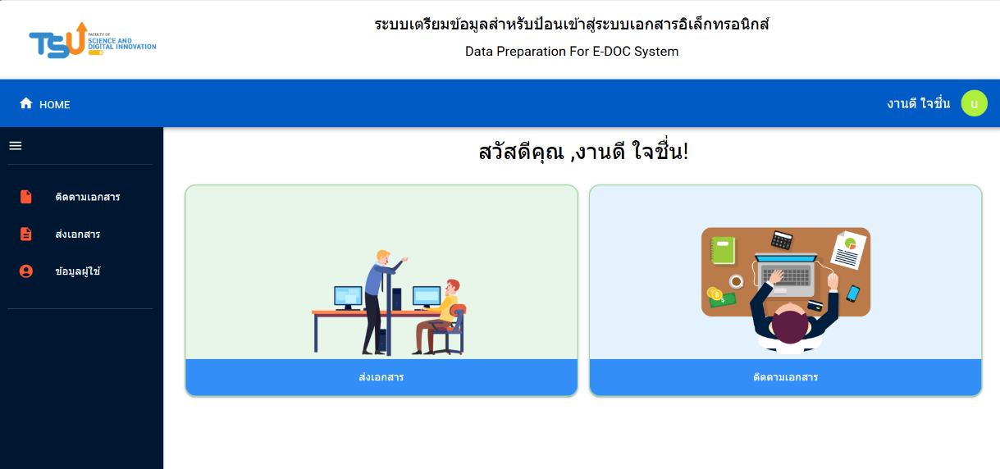 ระบบเตรียมข้อมูลสำหรับป้อนเข้าสู่ระบบเอกสารอิเล็กทรอนิกส์
Data Preparation For E-DOC System
TSU
FACULTY OF
SCIENCE AND
DIGITAL INNOVATION
HOME
งานดี ใจชื่น
น
สวัสดีคุณ ,งานดี ใจชื่น!
ติดตามเอกสาร
ส่งเอกสาร
ข้อมูลผู้ใช้
ส่งเอกสาร
ติดตามเอกสาร